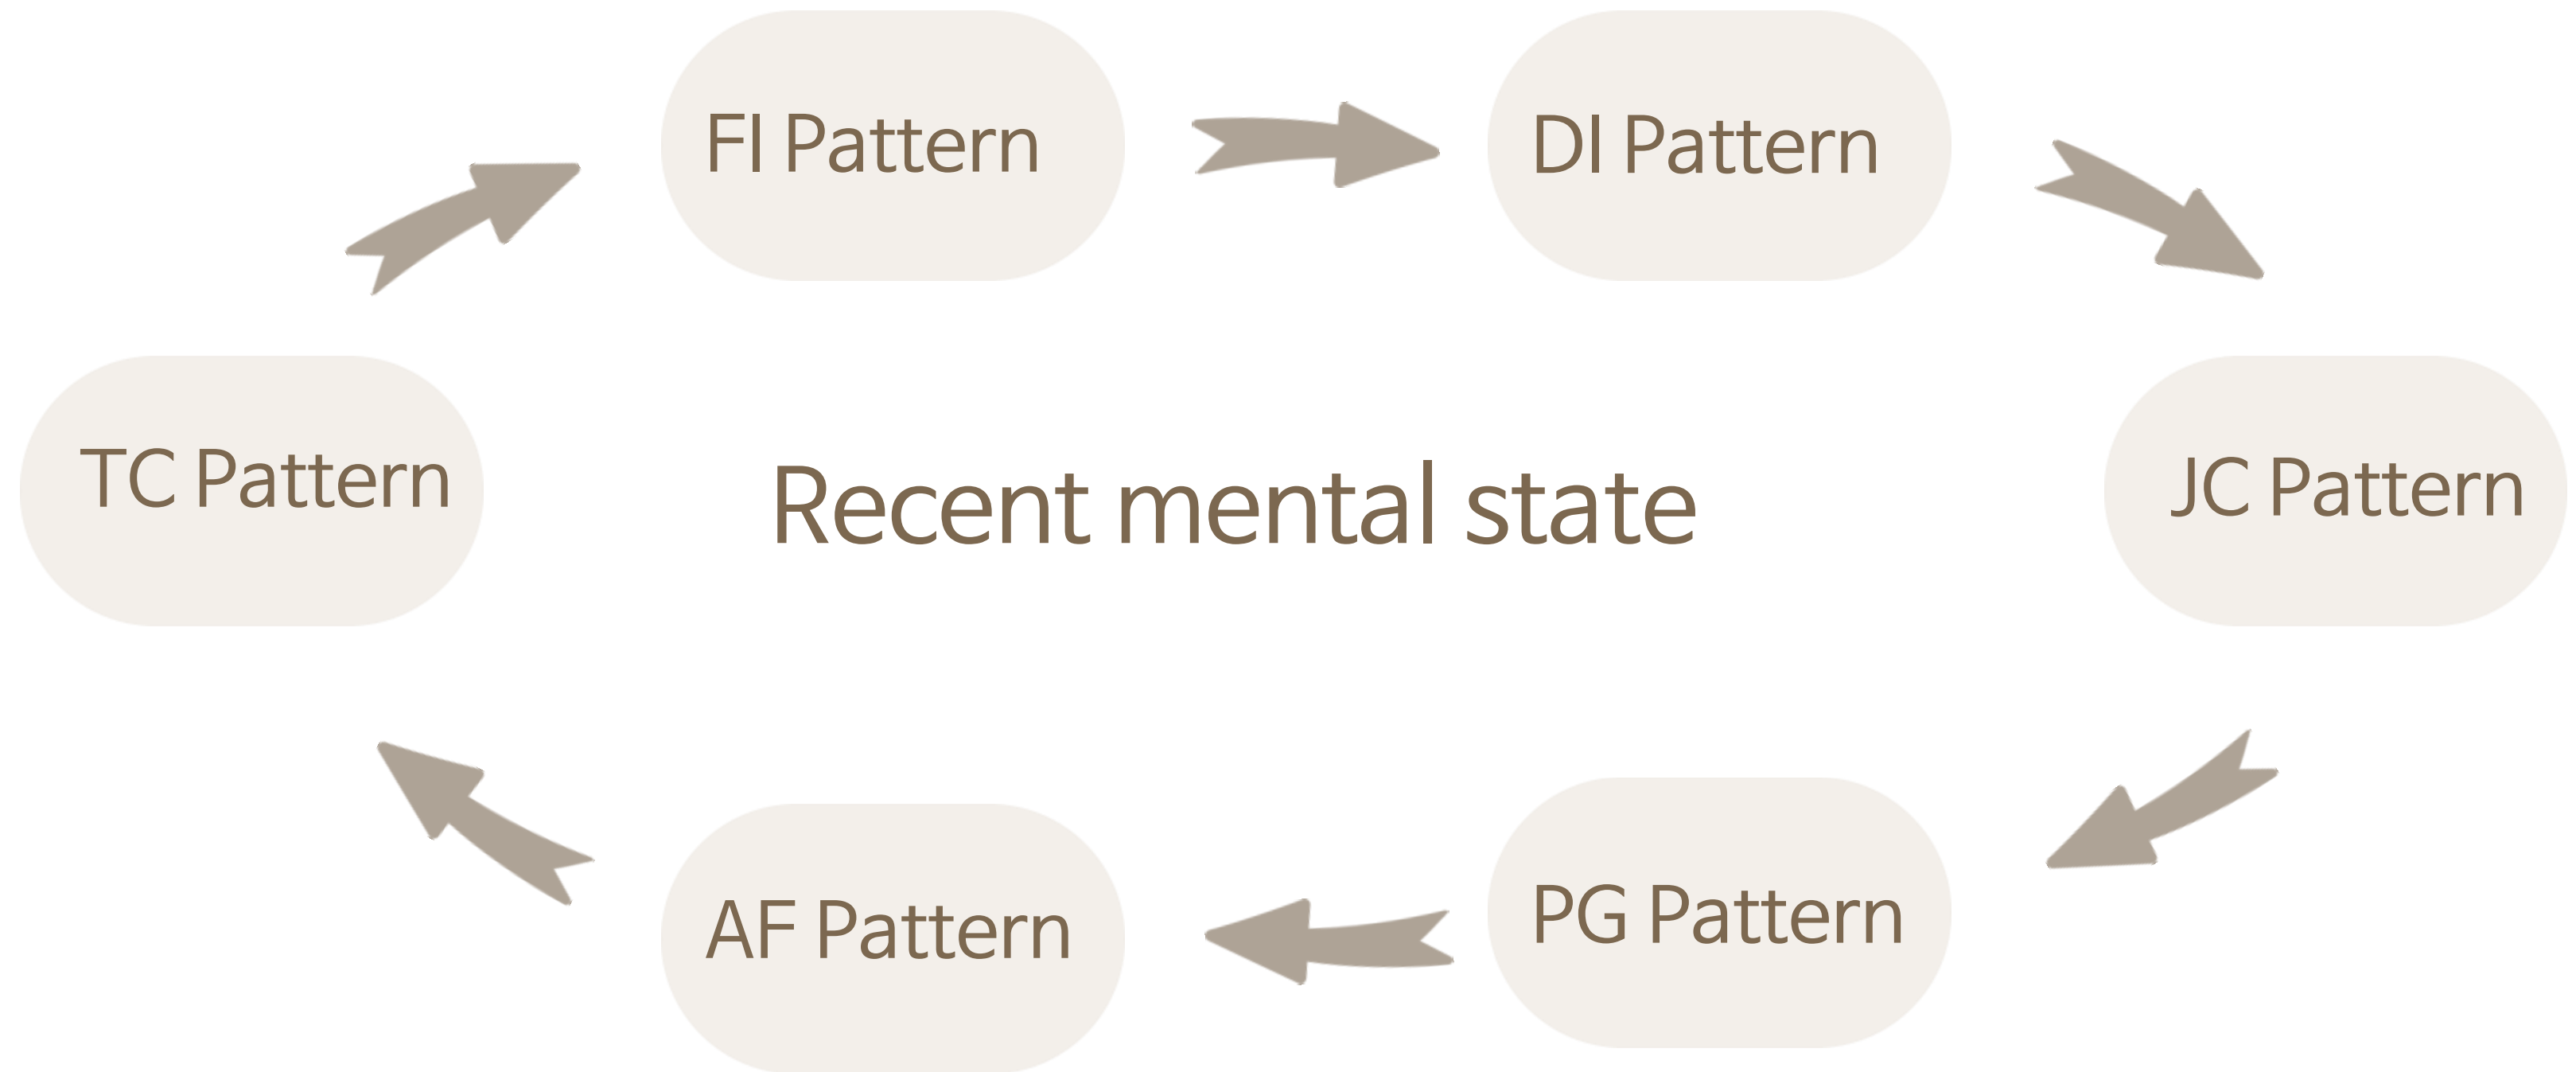 FI Pattern
DI Pattern
TC Pattern
Recent mental state
JC Pattern
AF Pattern
PG Pattern